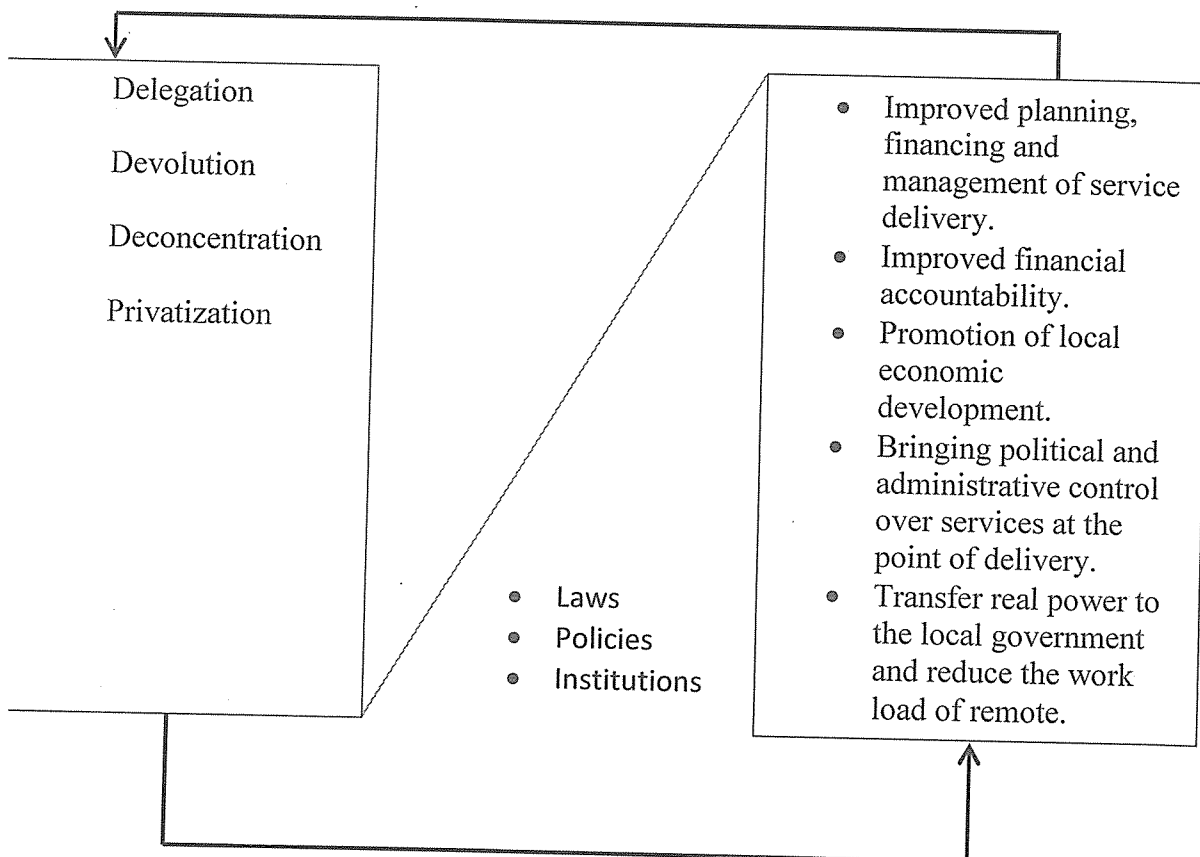 Delegation
Devolution
Deconcentration
Privatization
• Laws
• Policies
• Institutions
• Improved planning,
financing and
management of service
delivery.
• Improved financial
accountability.
• Promotion of local
economic
development.
• Bringing political and
administrative control
over services at the
point of delivery.
• Transfer real power to
the local government
and reduce the work
load of remote.